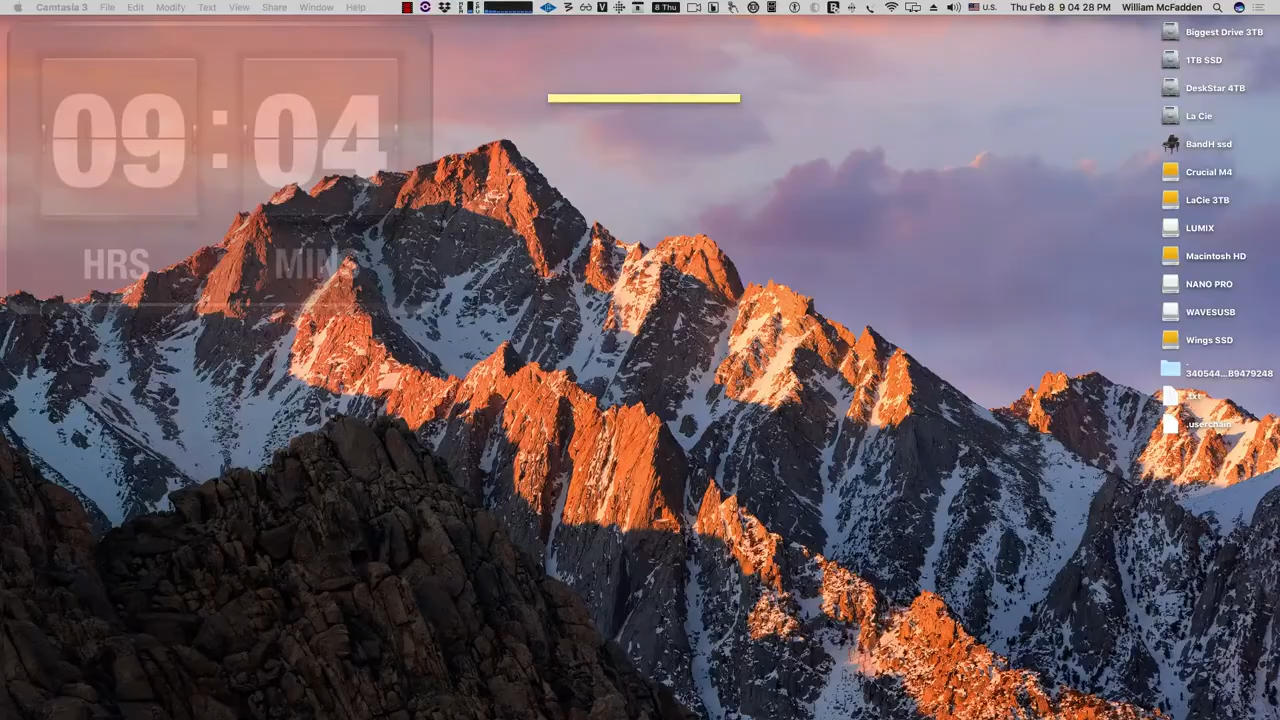 Camtasia 3 File Edit Modify Text View Share Window Help 8 Thu U.S. Thu Feb 8 9 04 28 PM William McFadden
09:04
HRS MINS
Biggest Drive 3TB
1TB SSD
DeskStar 4TB
La Cie
BandH ssd
Crucial M4
LaCie 3TB
LUMIX
Macintosh HD
NANO PRO
WAVESUSB
Wings SSD
340544...B9479248
.txt
.userchain